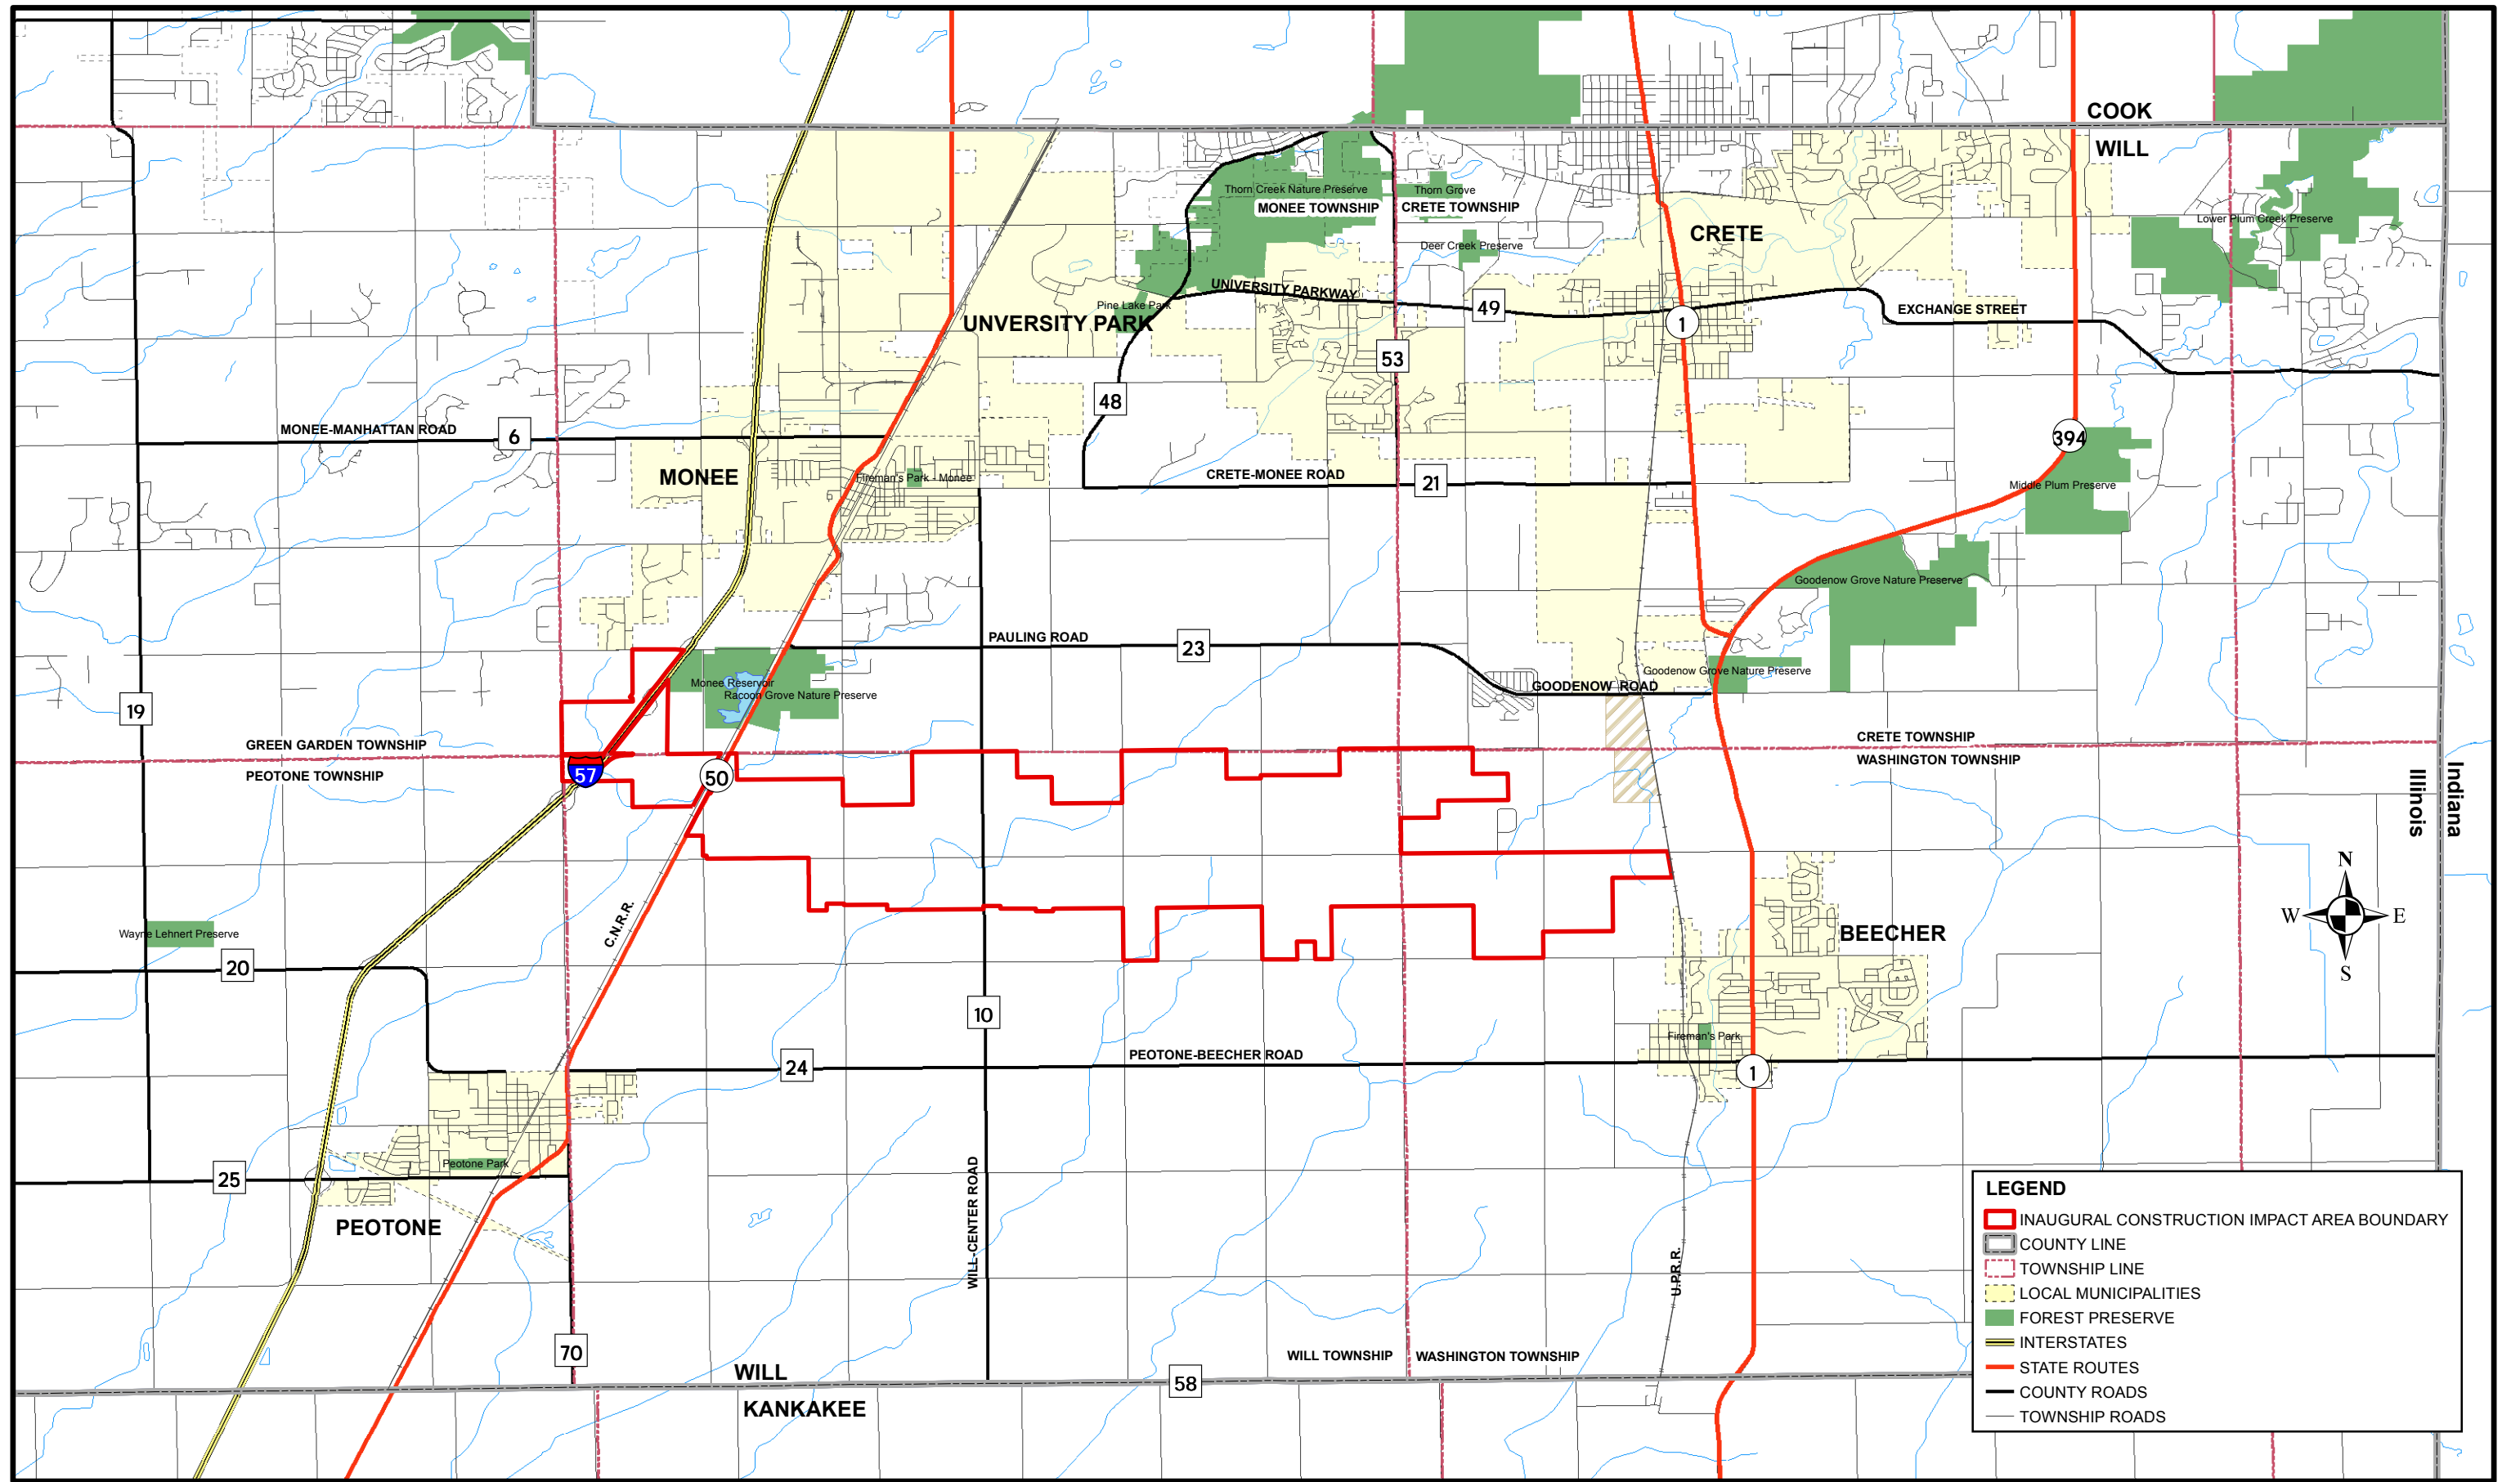 COOK
WILL
Thorn Creek Nature Preserve
Thorn Grove
MONEE TOWNSHIP
CRETE TOWNSHIP
Lower Plum Creek Preserve
CRETE
Deer Creek Preserve
UNIVERSITY PARKWAY
Pine Lake Park
49
EXCHANGE STREET
UNVERSITY PARK
1
53
48
MONEE-MANHATTAN ROAD
6
394
MONEE
Fireman's Park - Monee
CRETE-MONEE ROAD
21
Middle Plum Preserve
Goodenow Grove Nature Preserve
PAULING ROAD
23
Monee Reservoir
Racoon Grove Nature Preserve
Goodenow Grove Nature Preserve
GOODENOW ROAD
19
GREEN GARDEN TOWNSHIP
PEOTONE TOWNSHIP
57
50
CRETE TOWNSHIP
WASHINGTON TOWNSHIP
Illinois
Indiana
N
W
E
S
Wayne Lehnert Preserve
C.N.R.R.
BEECHER
20
10
Fireman's Park
PEOTONE-BEECHER ROAD
24
1
Peotone Park
25
PEOTONE
WILL-CENTER ROAD
U.P.R.R.
70
WILL TOWNSHIP
WASHINGTON TOWNSHIP
WILL
58
KANKAKEE
LEGEND
INAUGURAL CONSTRUCTION IMPACT AREA BOUNDARY
COUNTY LINE
TOWNSHIP LINE
LOCAL MUNICIPALITIES
FOREST PRESERVE
INTERSTATES
STATE ROUTES
COUNTY ROADS
TOWNSHIP ROADS